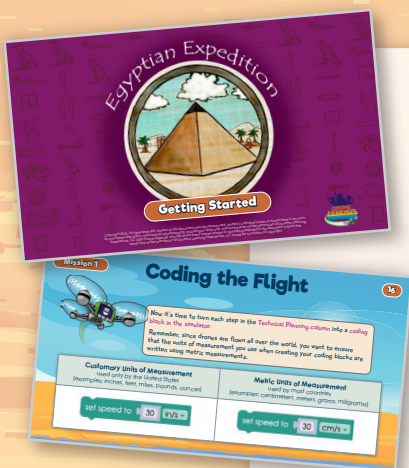 Egyptian Expedition
Getting Started
Mission 1
Coding the Flight
16
Now it's time to turn each step in the Technical Planning column into a coding
block in the simulator.
Remember, since drones are flown all over the world, you want to ensure
that the units of measurement you use when creating your coding blocks are
written using metric measurements.
Customary Units of Measurement
used only by the United States
(examples: inches, feet, miles, pounds, ounces)
set speed to 30 in/s
Metric Units of Measurement
used by most countries
(examples: centimeters, meters, grams, milligrams)
set speed to 30 cm/s